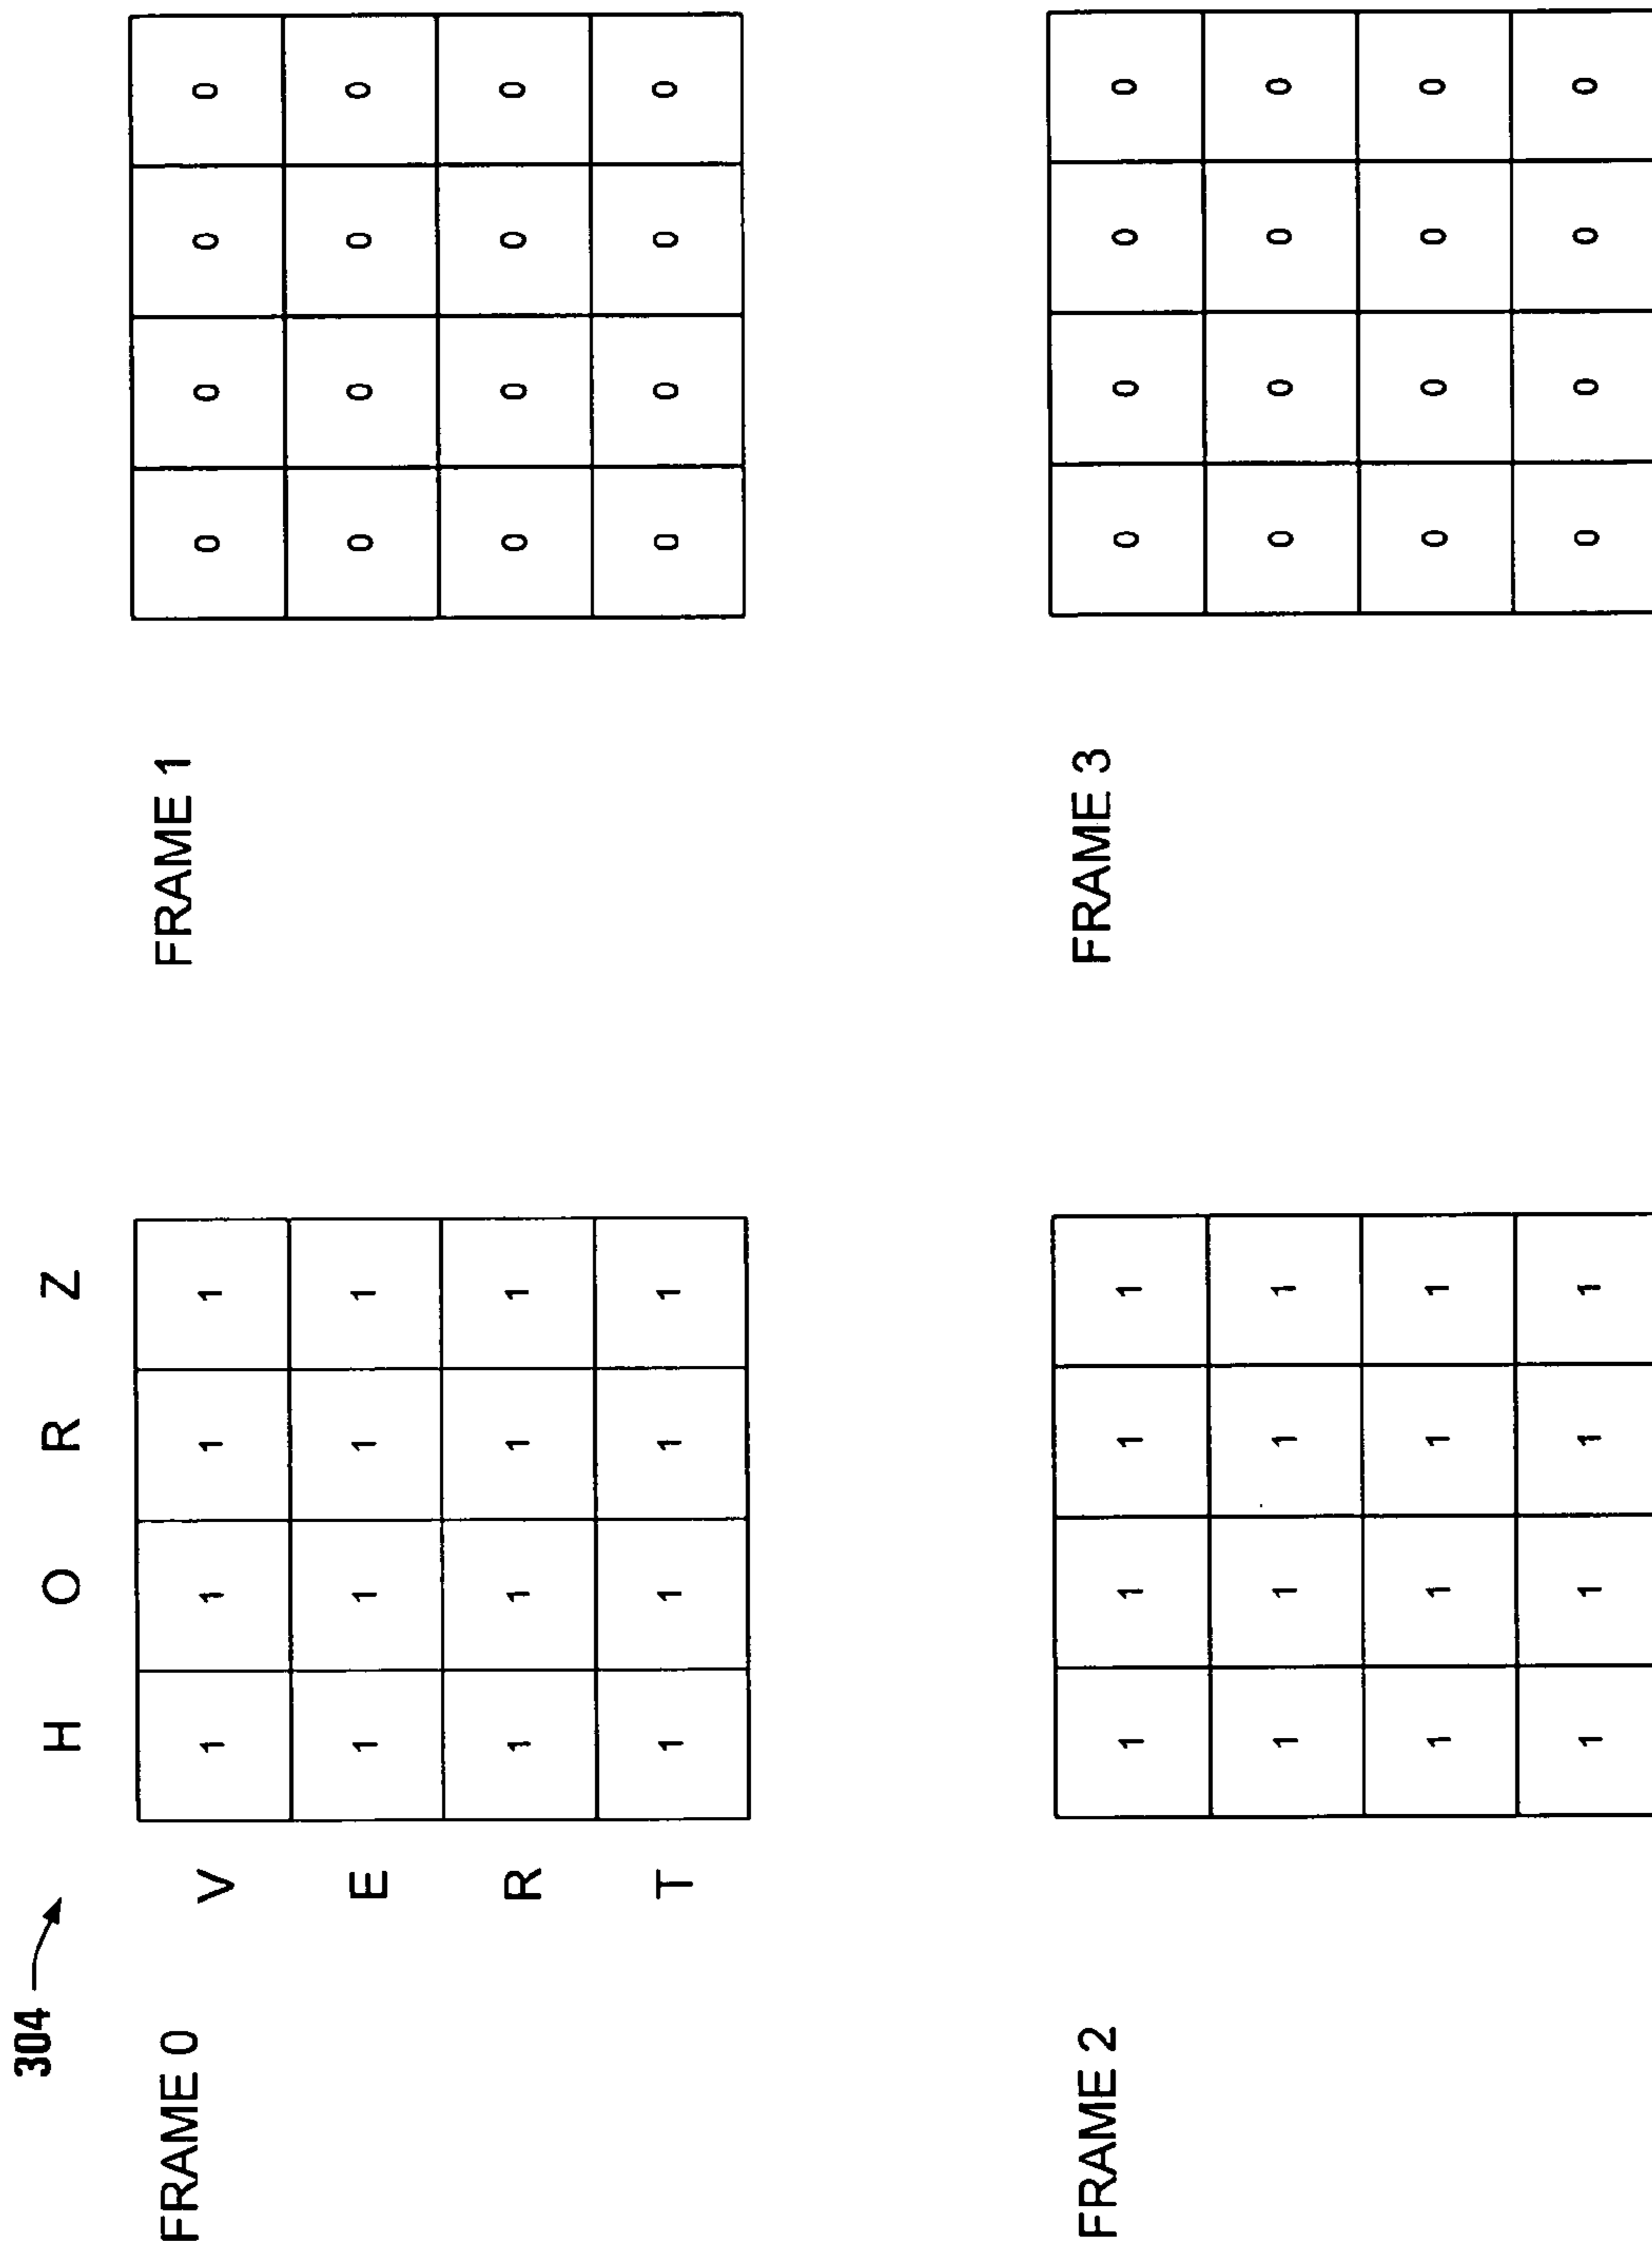 304
H O R Z
FRAME 0 V 1 1 1 1 FRAME 1 0 0 0 0
E 1 1 1 1 0 0 0 0
R 1 1 1 1 0 0 0 0
T 1 1 1 1 0 0 0 0
FRAME 2 1 1 1 1 FRAME 3 0 0 0 0
1 1 1 1 0 0 0 0
1 1 1 1 0 0 0 0
1 1 1 1 0 0 0 0